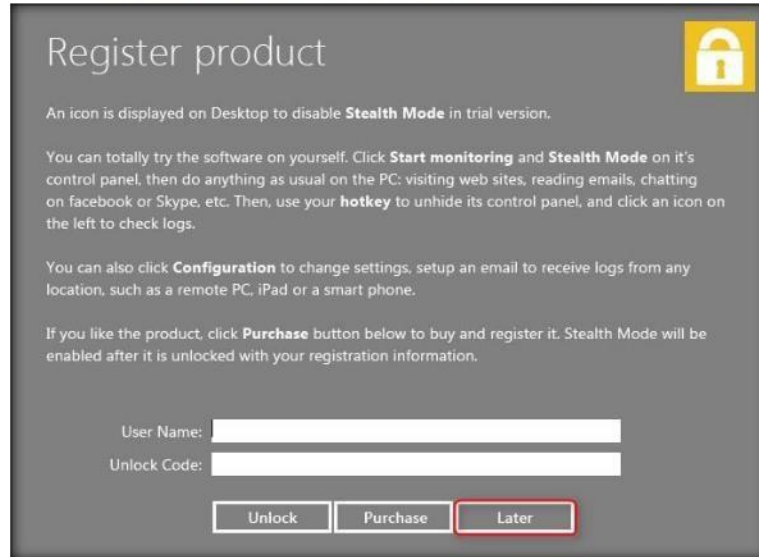 Register product
An icon is displayed on Desktop to disable Stealth Mode in trial version.
You can totally try the software on yourself. Click Start monitoring and Stealth Mode on it's
control panel, then do anything as usual on the PC: visiting web sites, reading emails, chatting
on facebook or Skype, etc. Then, use your hotkey to unhide its control panel, and click an icon on
the left to check logs.
You can also click Configuration to change settings, setup an email to receive logs from any
location, such as a remote PC, iPad or a smart phone.
If you like the product, click Purchase button below to buy and register it. Stealth Mode will be
enabled after it is unlocked with your registration information.
User Name:
Unlock Code:
Unlock Purchase Later